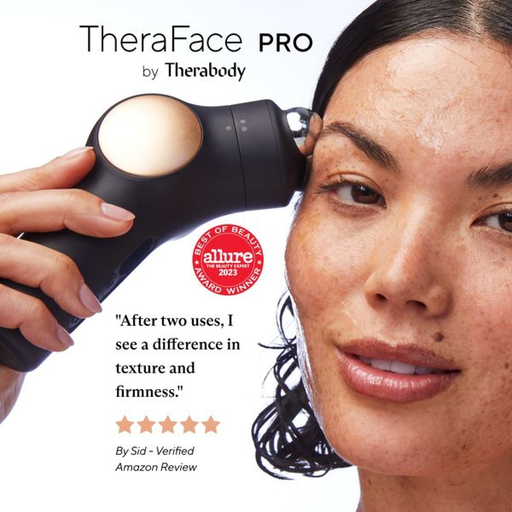 TheraFace PRO
by Therabody
BEST OF BEAUTY
allure
THE BEAUTY EXPERT
2023
AWARD WINNER
"After two uses, I
see a difference in
texture and
firmness."
By Sid - Verified
Amazon Review